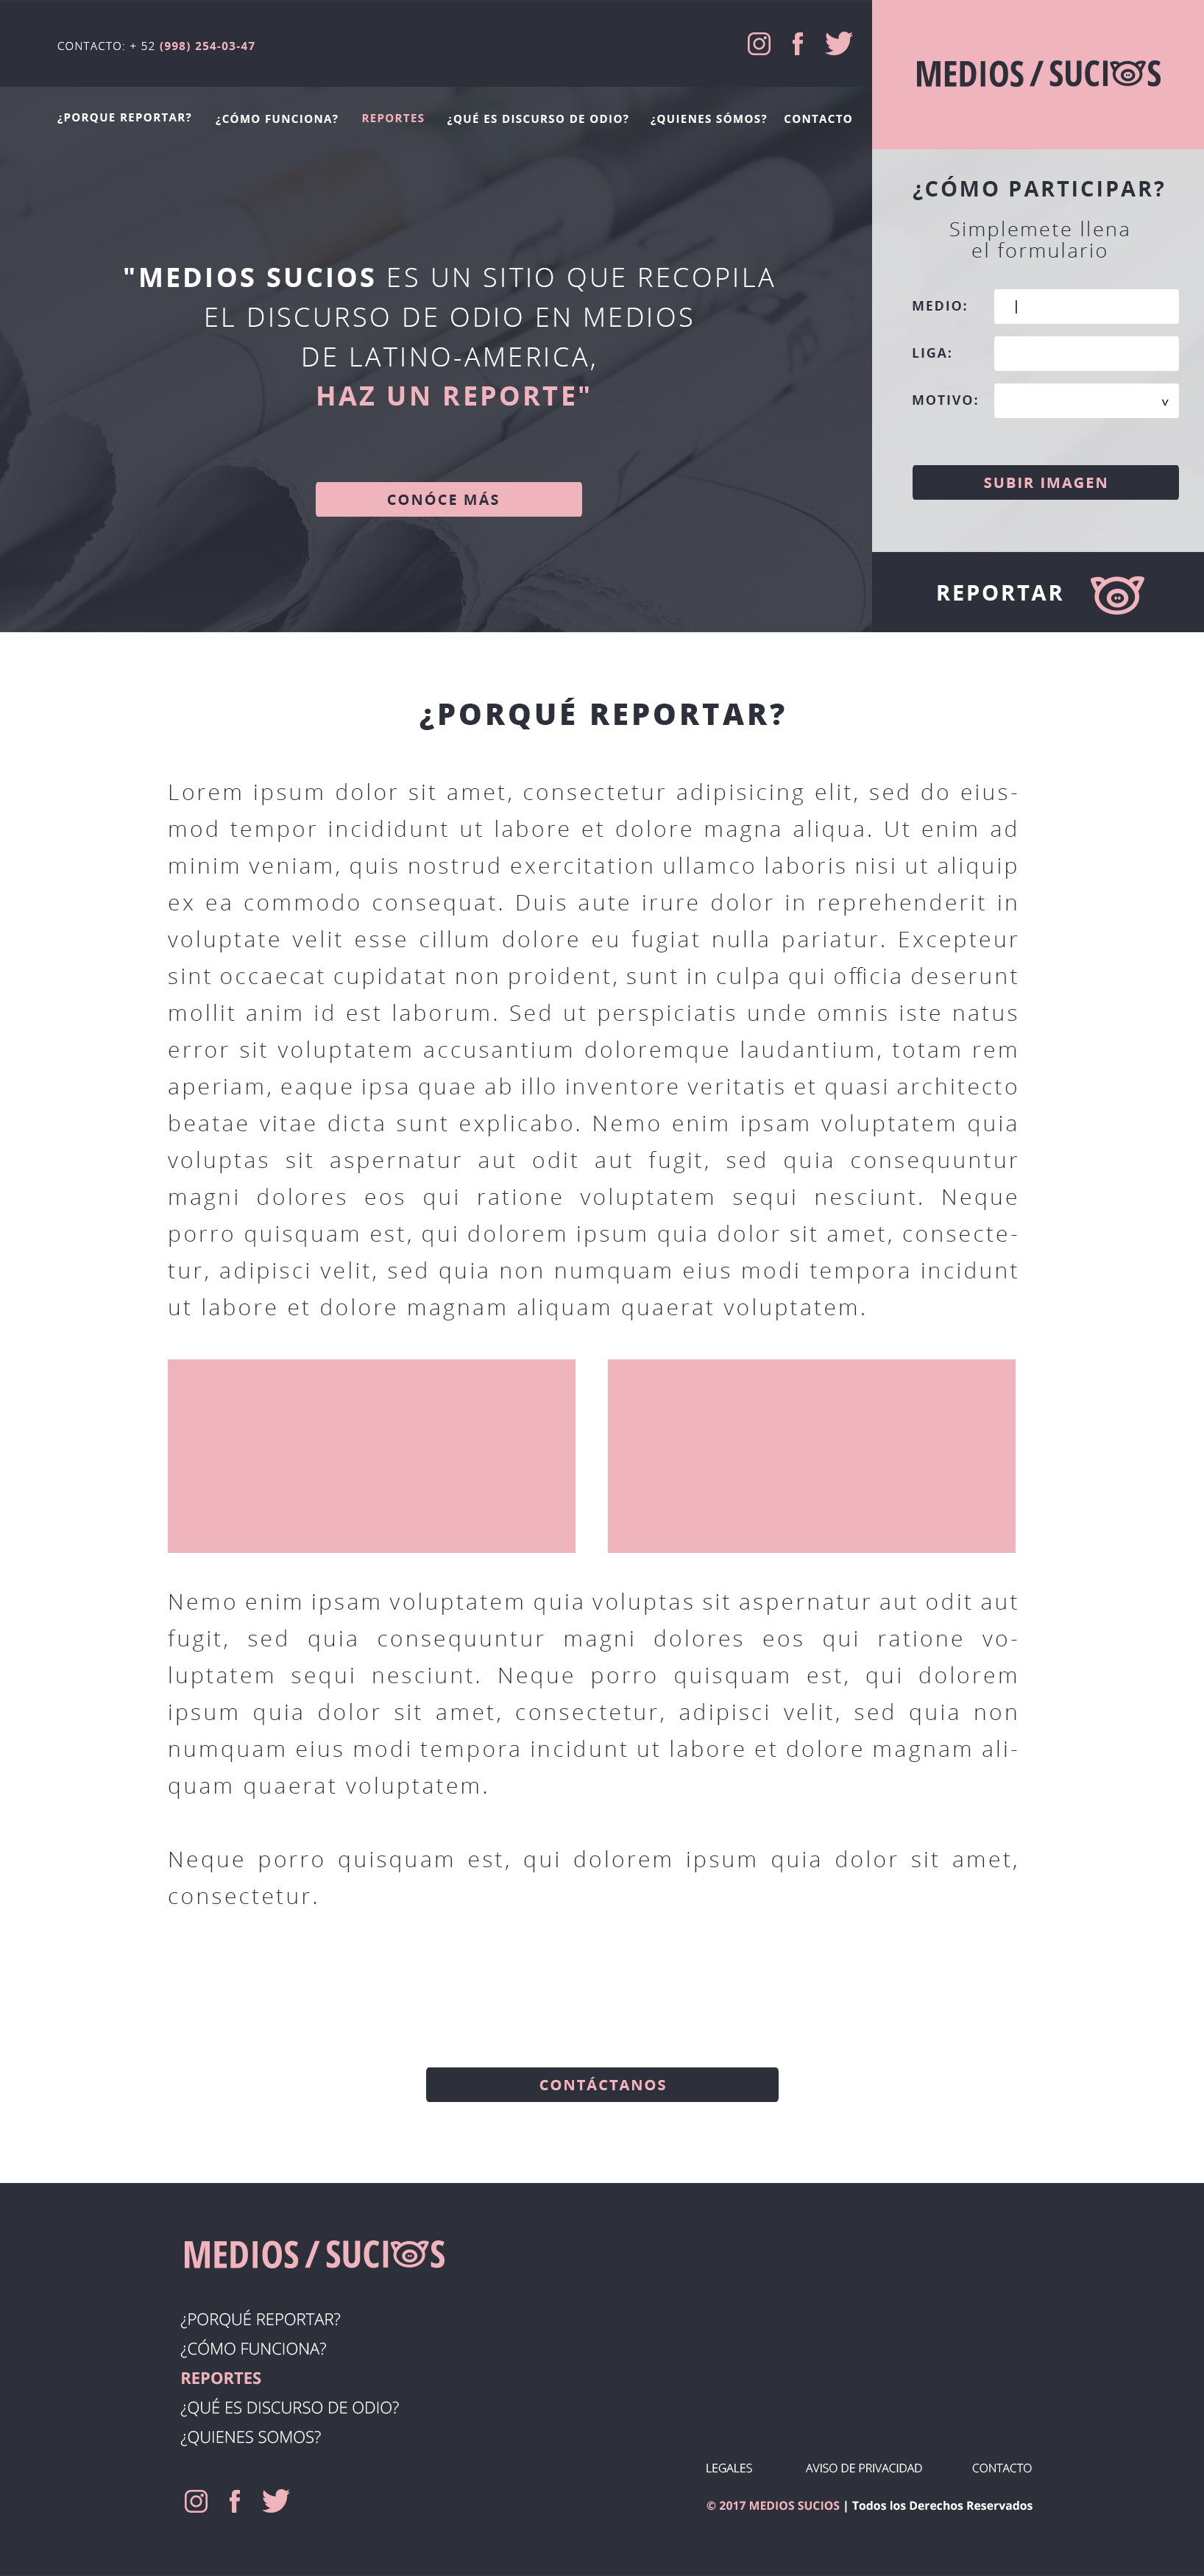 CONTACTO: + 52 (998) 254-03-47
MEDIOS / SUCIOS
¿PORQUE REPORTAR? ¿CÓMO FUNCIONA? REPORTES ¿QUÉ ES DISCURSO DE ODIO? ¿QUIENES SÓMOS? CONTACTO
"MEDIOS SUCIOS ES UN SITIO QUE RECOPILA
EL DISCURSO DE ODIO EN MEDIOS
DE LATINO-AMERICA,
HAZ UN REPORTE"
CONÓCE MÁS
¿CÓMO PARTICIPAR?
Simplemete llena
el formulario
MEDIO:
LIGA:
MOTIVO: v
SUBIR IMAGEN
REPORTAR
¿PORQUÉ REPORTAR?
Lorem ipsum dolor sit amet, consectetur adipisicing elit, sed do eius-
mod tempor incididunt ut labore et dolore magna aliqua. Ut enim ad
minim veniam, quis nostrud exercitation ullamco laboris nisi ut aliquip
ex ea commodo consequat. Duis aute irure dolor in reprehenderit in
voluptate velit esse cillum dolore eu fugiat nulla pariatur. Excepteur
sint occaecat cupidatat non proident, sunt in culpa qui officia deserunt
mollit anim id est laborum. Sed ut perspiciatis unde omnis iste natus
error sit voluptatem accusantium doloremque laudantium, totam rem
aperiam, eaque ipsa quae ab illo inventore veritatis et quasi architecto
beatae vitae dicta sunt explicabo. Nemo enim ipsam voluptatem quia
voluptas sit aspernatur aut odit aut fugit, sed quia consequuntur
magni dolores eos qui ratione voluptatem sequi nesciunt. Neque
porro quisquam est, qui dolorem ipsum quia dolor sit amet, consecte-
tur, adipisci velit, sed quia non numquam eius modi tempora incidunt
ut labore et dolore magnam aliquam quaerat voluptatem.
Nemo enim ipsam voluptatem quia voluptas sit aspernatur aut odit aut
fugit, sed quia consequuntur magni dolores eos qui ratione vo-
luptatem sequi nesciunt. Neque porro quisquam est, qui dolorem
ipsum quia dolor sit amet, consectetur, adipisci velit, sed quia non
numquam eius modi tempora incidunt ut labore et dolore magnam ali-
quam quaerat voluptatem.
Neque porro quisquam est, qui dolorem ipsum quia dolor sit amet,
consectetur.
CONTÁCTANOS
MEDIOS / SUCIOS
¿PORQUÉ REPORTAR?
¿CÓMO FUNCIONA?
REPORTES
¿QUÉ ES DISCURSO DE ODIO?
¿QUIENES SOMOS?
LEGALES AVISO DE PRIVACIDAD CONTACTO
© 2017 MEDIOS SUCIOS | Todos los Derechos Reservados